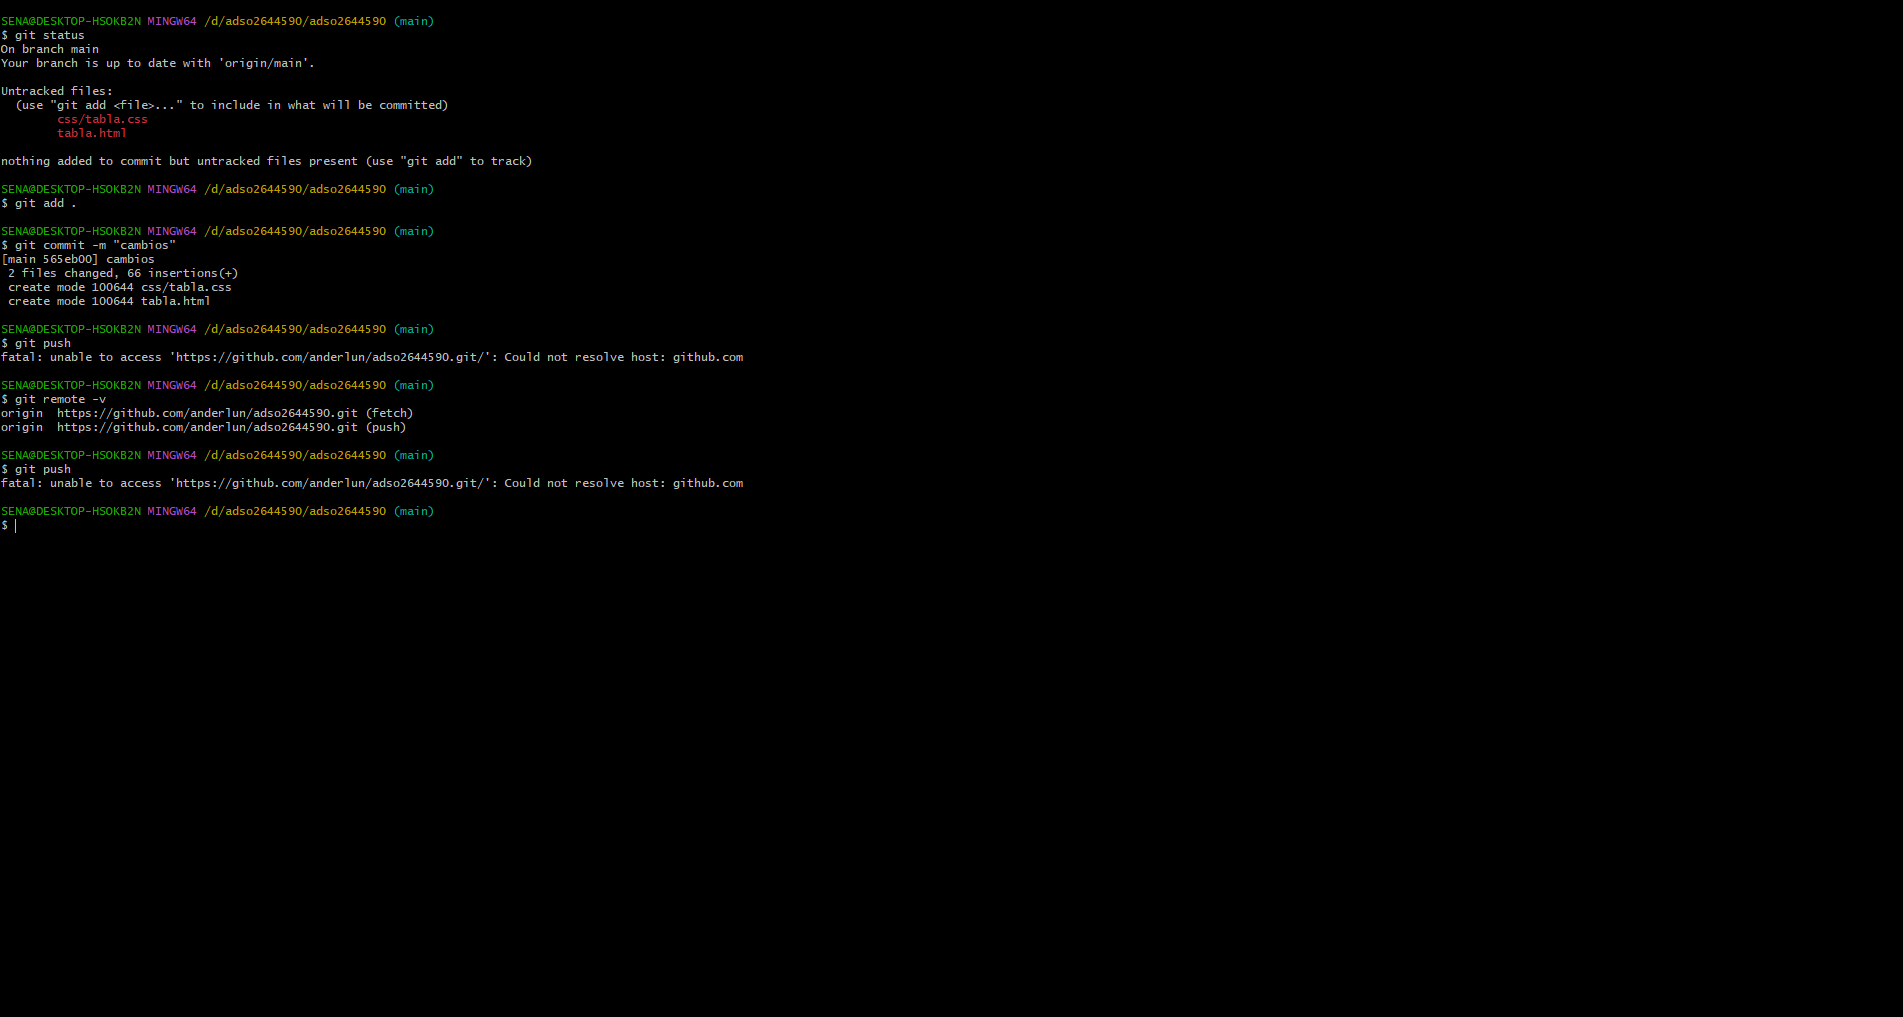 SENA@DESKTOP-HSOKB2N MINGW64 /d/adso2644590/adso2644590 (main)
$ git status
On branch main
Your branch is up to date with 'origin/main'.
Untracked files:
  (use "git add <file>..." to include in what will be committed)
        css/tabla.css
        tabla.html
nothing added to commit but untracked files present (use "git add" to track)
SENA@DESKTOP-HSOKB2N MINGW64 /d/adso2644590/adso2644590 (main)
$ git add .
SENA@DESKTOP-HSOKB2N MINGW64 /d/adso2644590/adso2644590 (main)
$ git commit -m "cambios"
[main 565eb00] cambios
 2 files changed, 66 insertions(+)
 create mode 100644 css/tabla.css
 create mode 100644 tabla.html
SENA@DESKTOP-HSOKB2N MINGW64 /d/adso2644590/adso2644590 (main)
$ git push
fatal: unable to access 'https://github.com/anderlun/adso2644590.git/': Could not resolve host: github.com
SENA@DESKTOP-HSOKB2N MINGW64 /d/adso2644590/adso2644590 (main)
$ git remote -v
origin  https://github.com/anderlun/adso2644590.git (fetch)
origin  https://github.com/anderlun/adso2644590.git (push)
SENA@DESKTOP-HSOKB2N MINGW64 /d/adso2644590/adso2644590 (main)
$ git push
fatal: unable to access 'https://github.com/anderlun/adso2644590.git/': Could not resolve host: github.com
SENA@DESKTOP-HSOKB2N MINGW64 /d/adso2644590/adso2644590 (main)
$